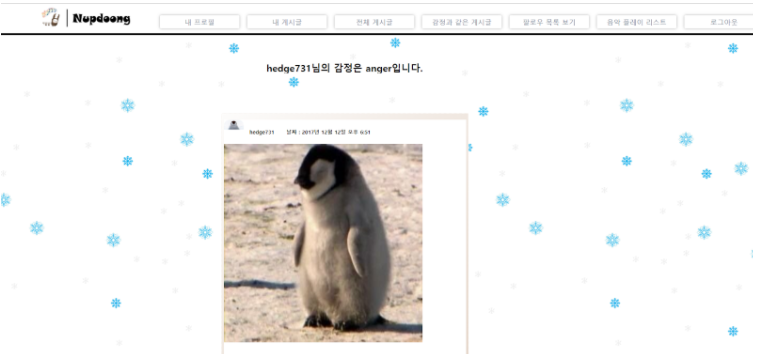 Nupdoong
내 프로필
내 게시글
전체 게시글
감정과 같은 게시글
팔로우 목록 보기
음악 플레이 리스트
로그아웃
hedge731님의 감정은 anger입니다.
hedge731 날짜 : 2017년 12월 12일 오후 6:51